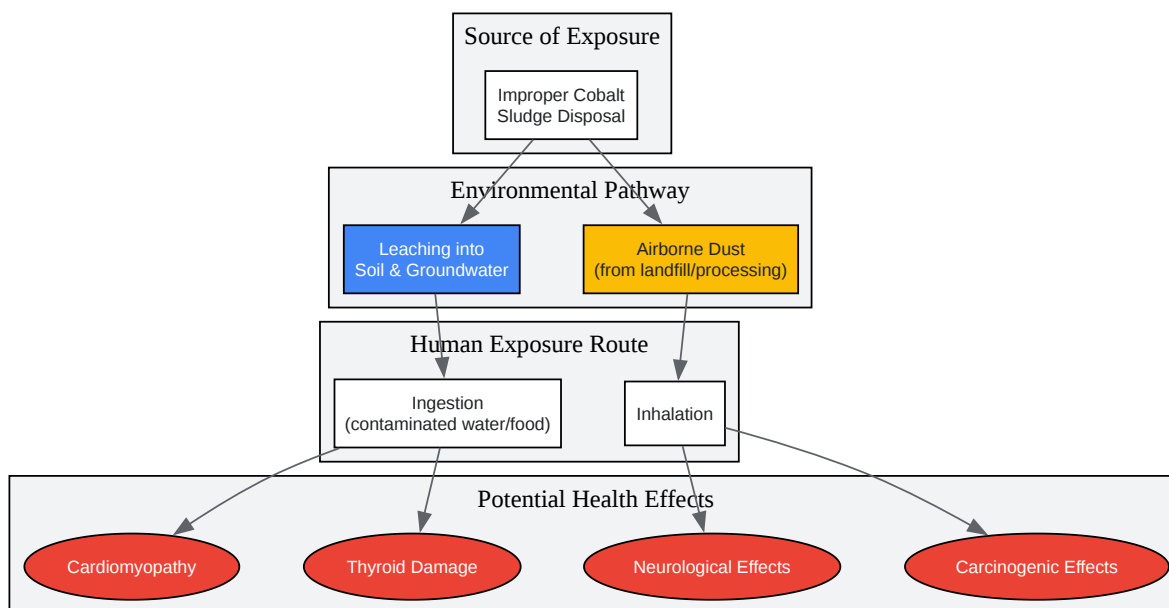 Source of Exposure
Improper Cobalt
Sludge Disposal
Environmental Pathway
Leaching into
Soil & Groundwater
Airborne Dust
(from landfill/processing)
Human Exposure Route
Ingestion
(contaminated water/food)
Inhalation
Potential Health Effects
Cardiomyopathy
Thyroid Damage
Neurological Effects
Carcinogenic Effects